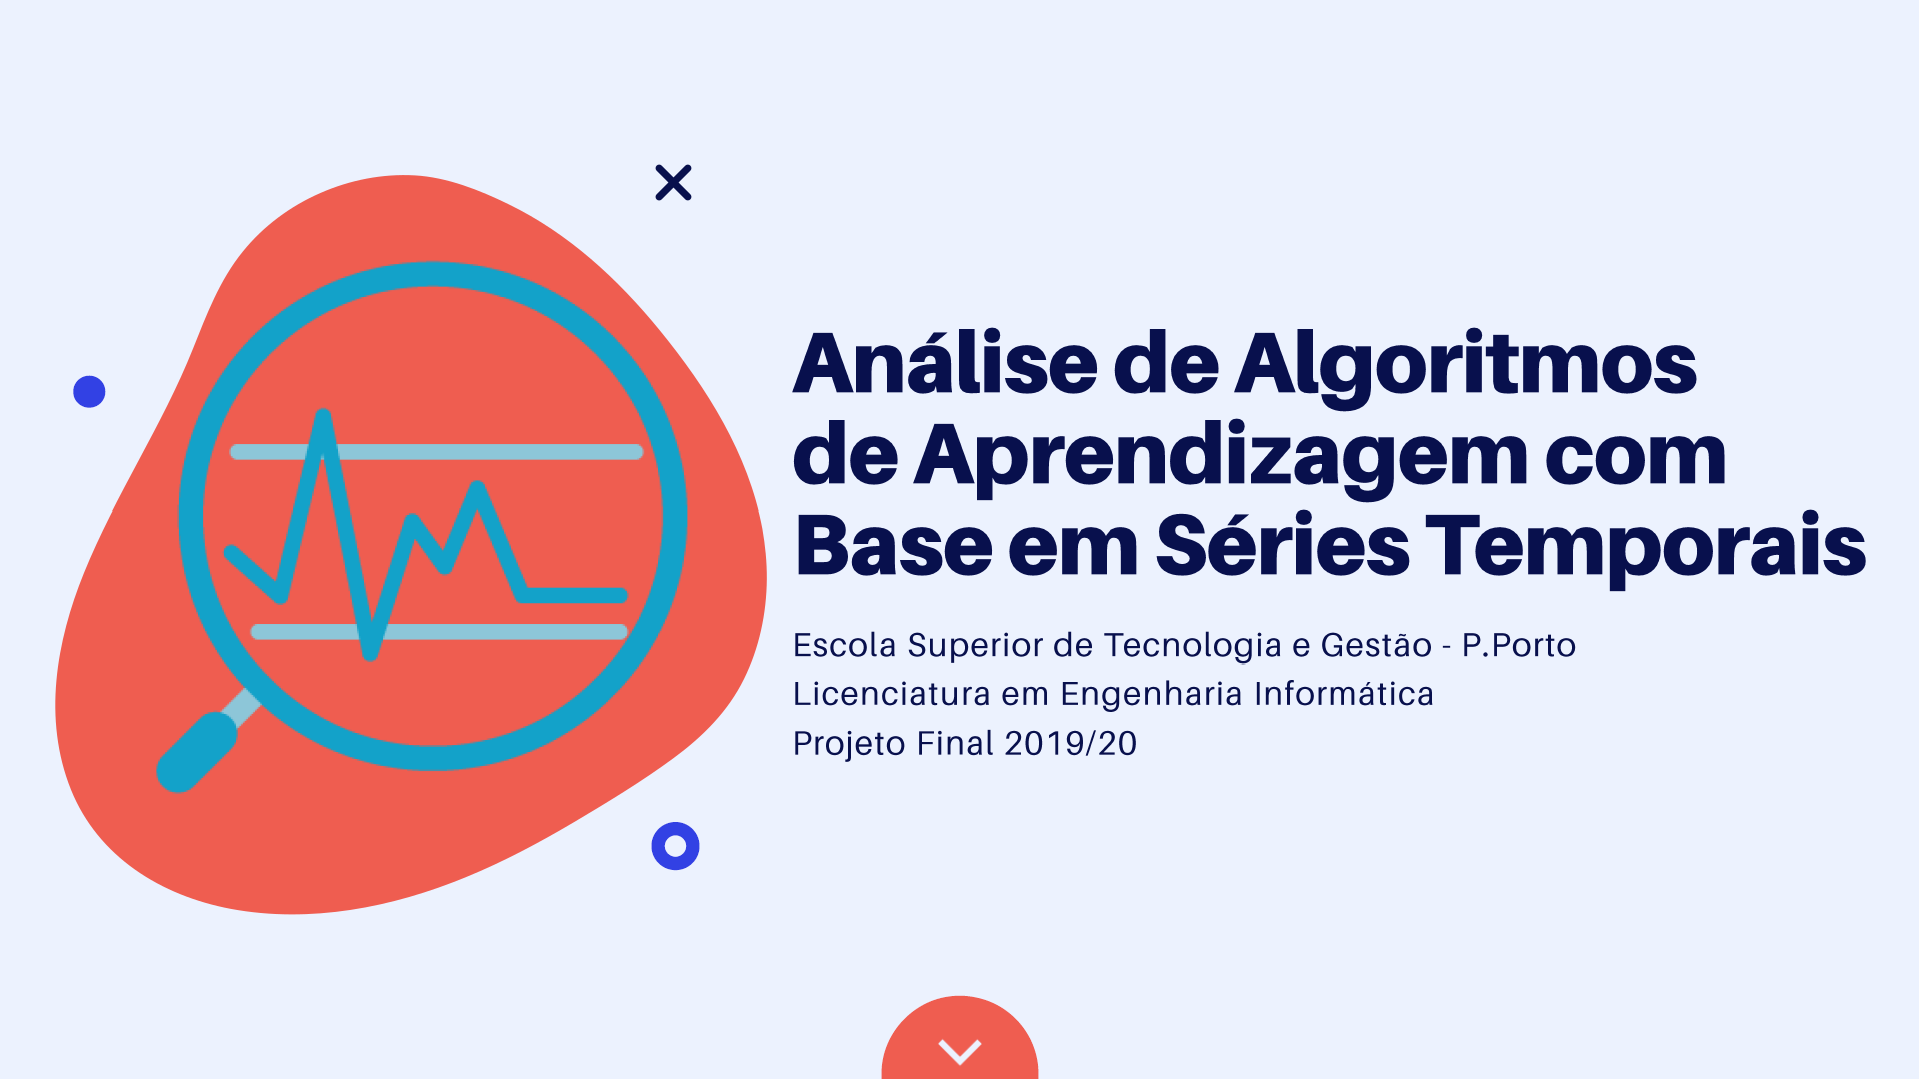 Análise de Algoritmos
de Aprendizagem com
Base em Séries Temporais
Escola Superior de Tecnologia e Gestão - P.Porto
Licenciatura em Engenharia Informática
Projeto Final 2019/20